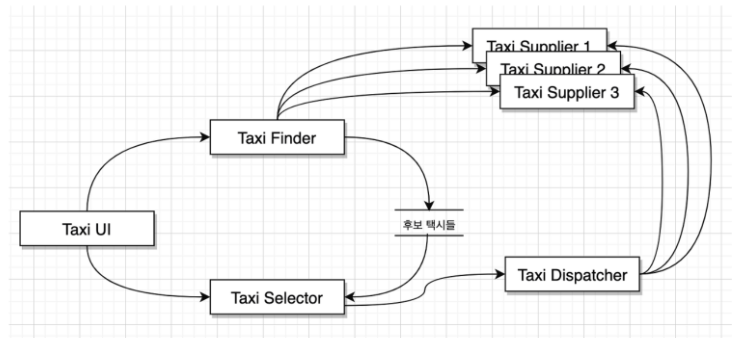 Taxi Supplier 1
Taxi Supplier 2
Taxi Supplier 3
Taxi Finder
Taxi UI
후보 택시들
Taxi Dispatcher
Taxi Selector